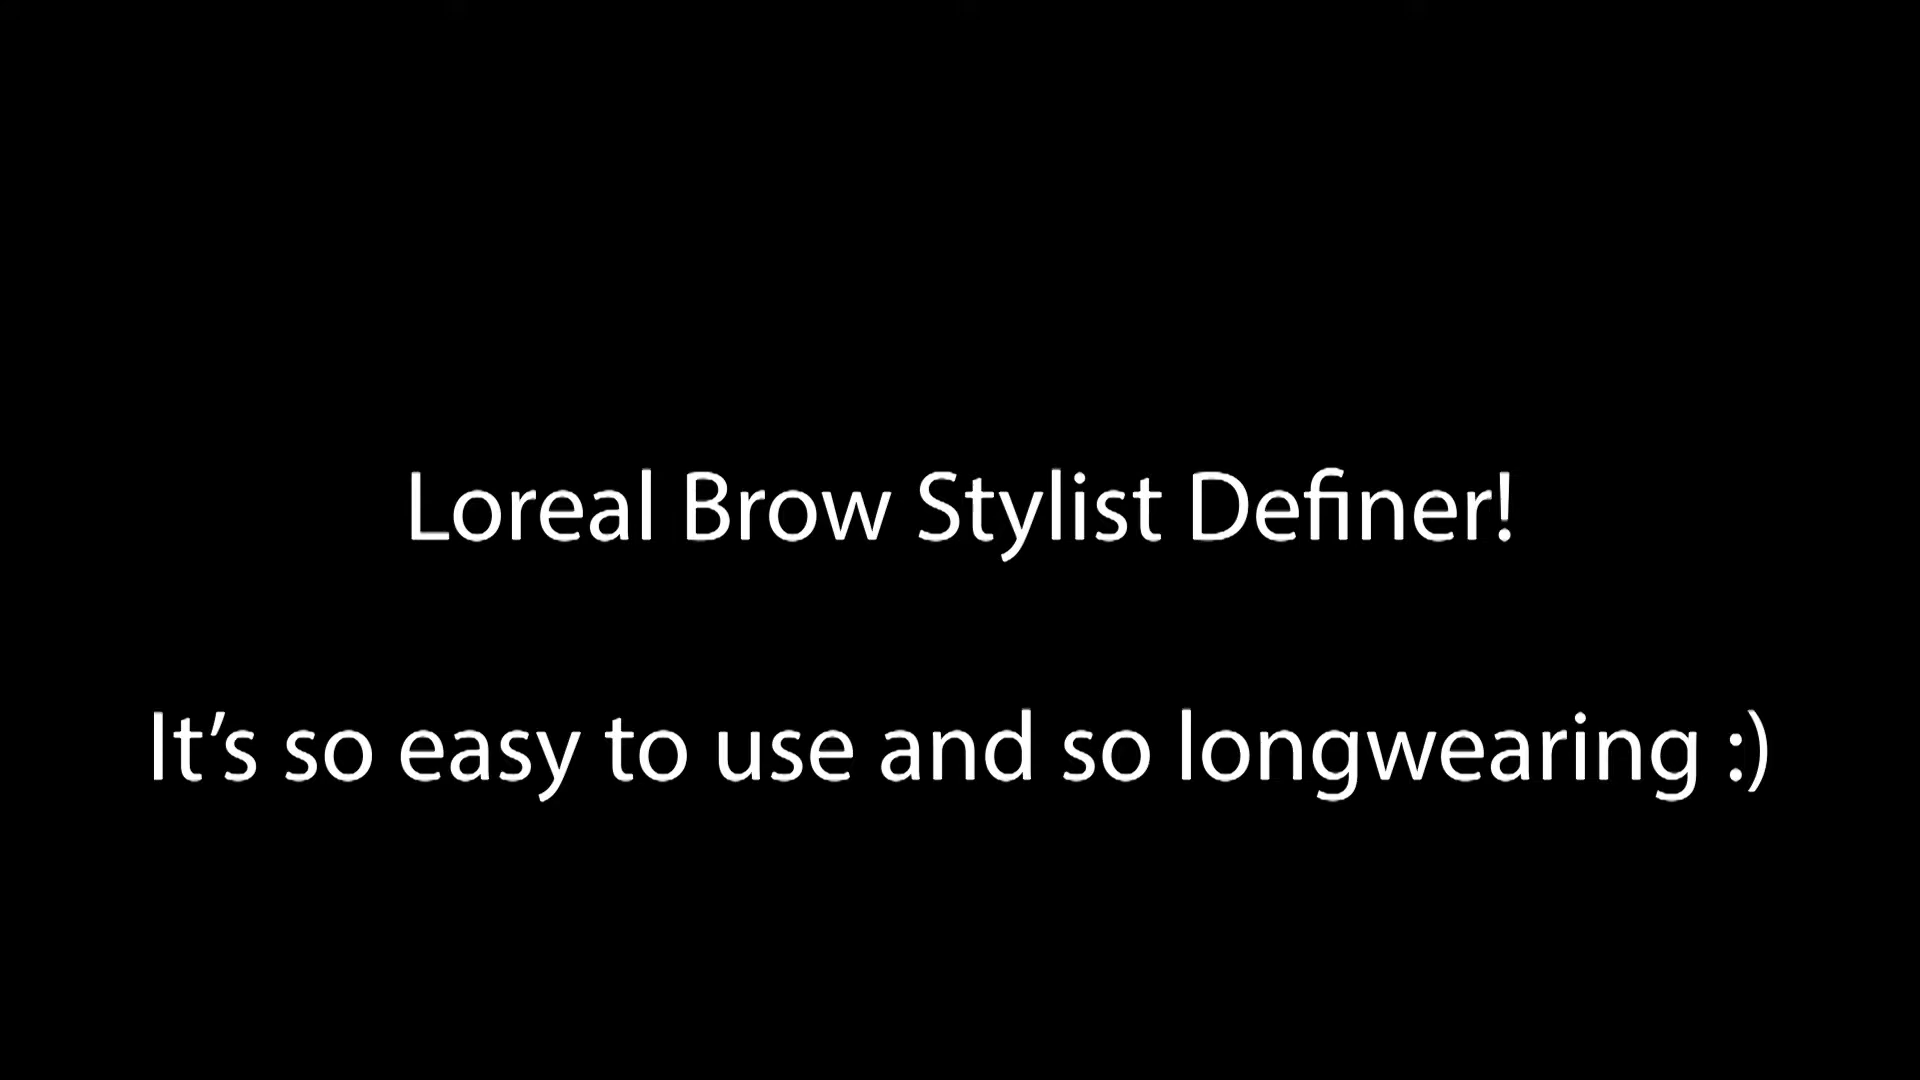 Loreal Brow Stylist Definer!
It’s so easy to use and so longwearing :)